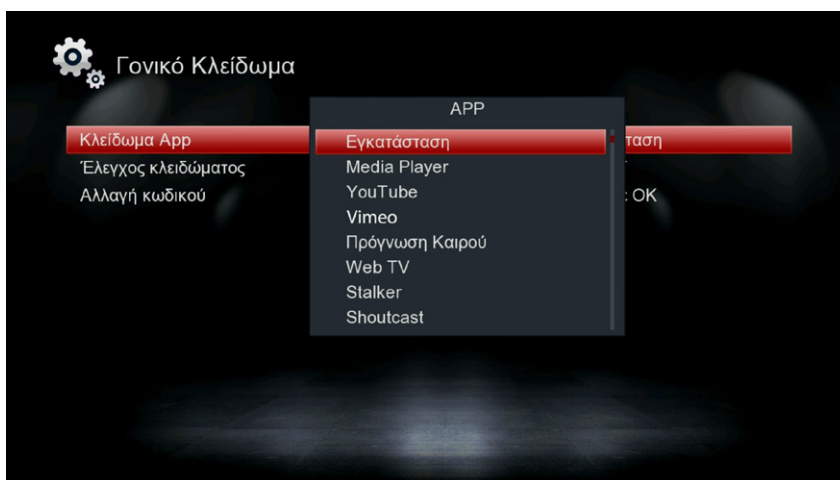 Γονικό Κλείδωμα
APP
Κλείδωμα App
Έλεγχος κλειδώματος
Αλλαγή κωδικού
Εγκατάσταση
Media Player
YouTube
Vimeo
Πρόγνωση Καιρού
Web TV
Stalker
Shoutcast
ταση
: OK